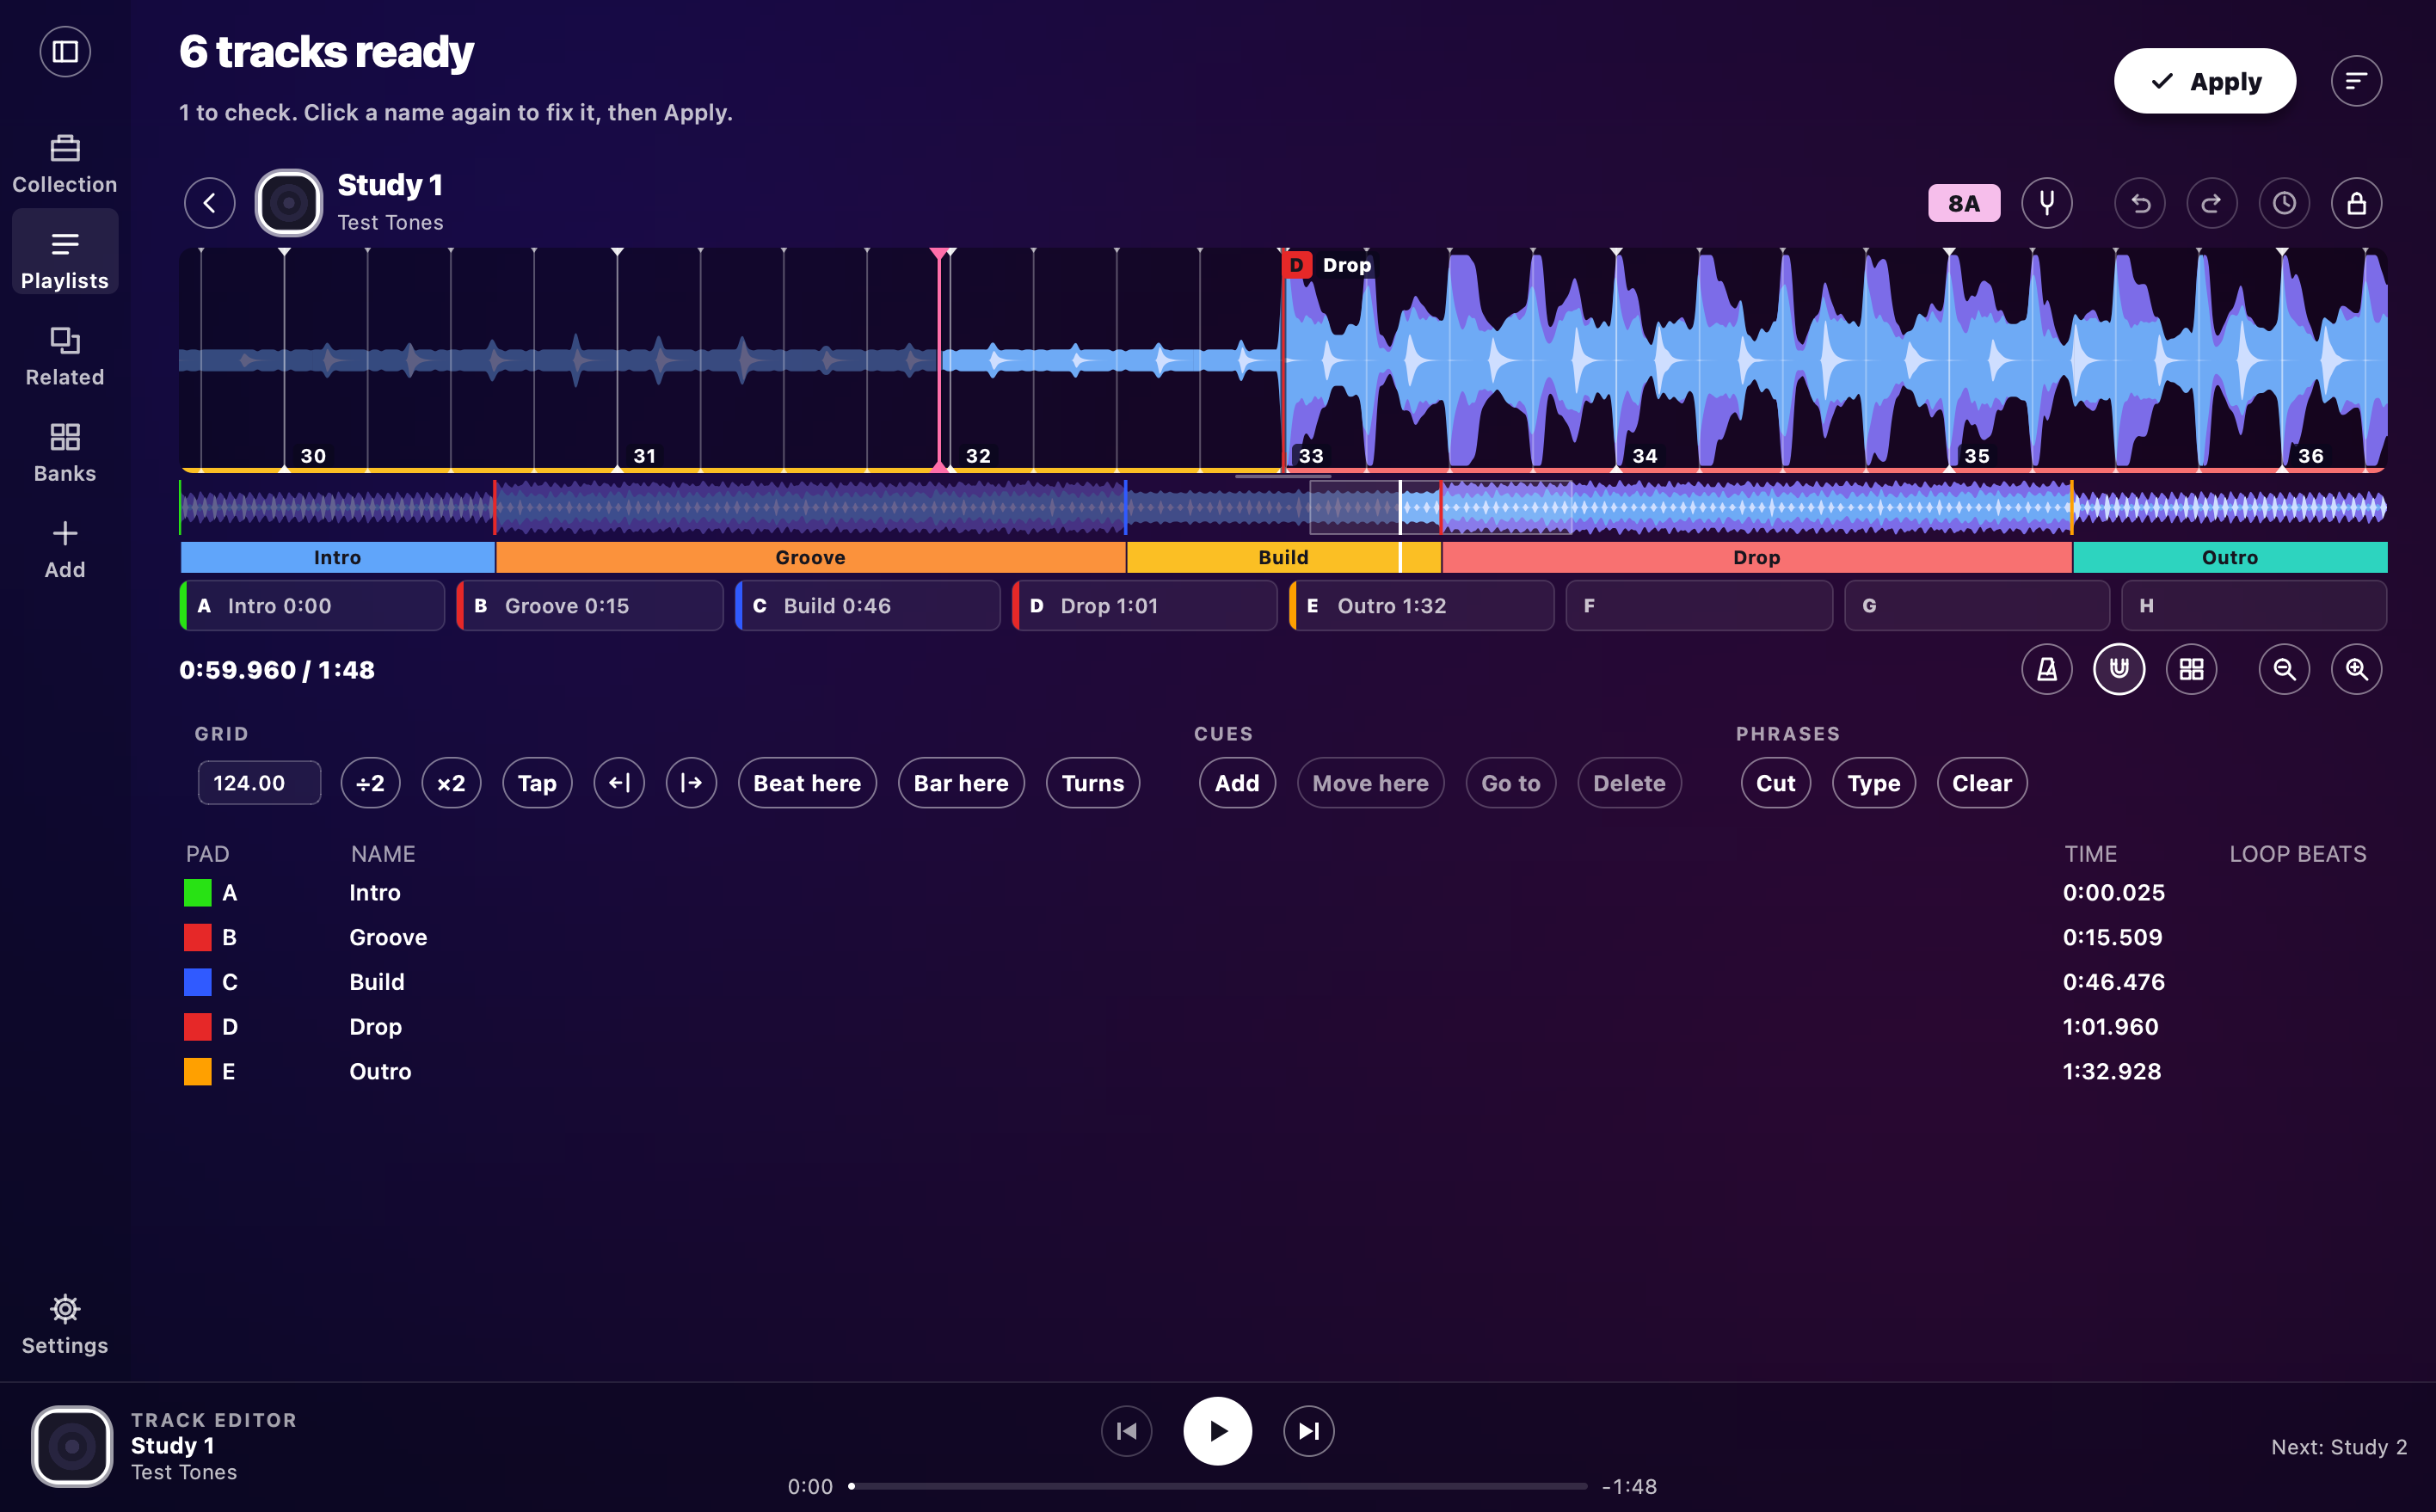 6 tracks ready
1 to check. Click a name again to fix it, then Apply.
Apply
Collection
Playlists
Related
Banks
Add
Settings
Study 1
Test Tones
8A
D Drop
30 31 32 33 34 35 36
Intro Groove Build Drop Outro
A Intro 0:00 B Groove 0:15 C Build 0:46 D Drop 1:01 E Outro 1:32 F G H
0:59.960 / 1:48
GRID CUES PHRASES
124.00 ÷2 ×2 Tap Beat here Bar here Turns Add Move here Go to Delete Cut Type Clear
PAD NAME TIME LOOP BEATS
A Intro 0:00.025
B Groove 0:15.509
C Build 0:46.476
D Drop 1:01.960
E Outro 1:32.928
TRACK EDITOR
Study 1
Test Tones
0:00 -1:48
Next: Study 2